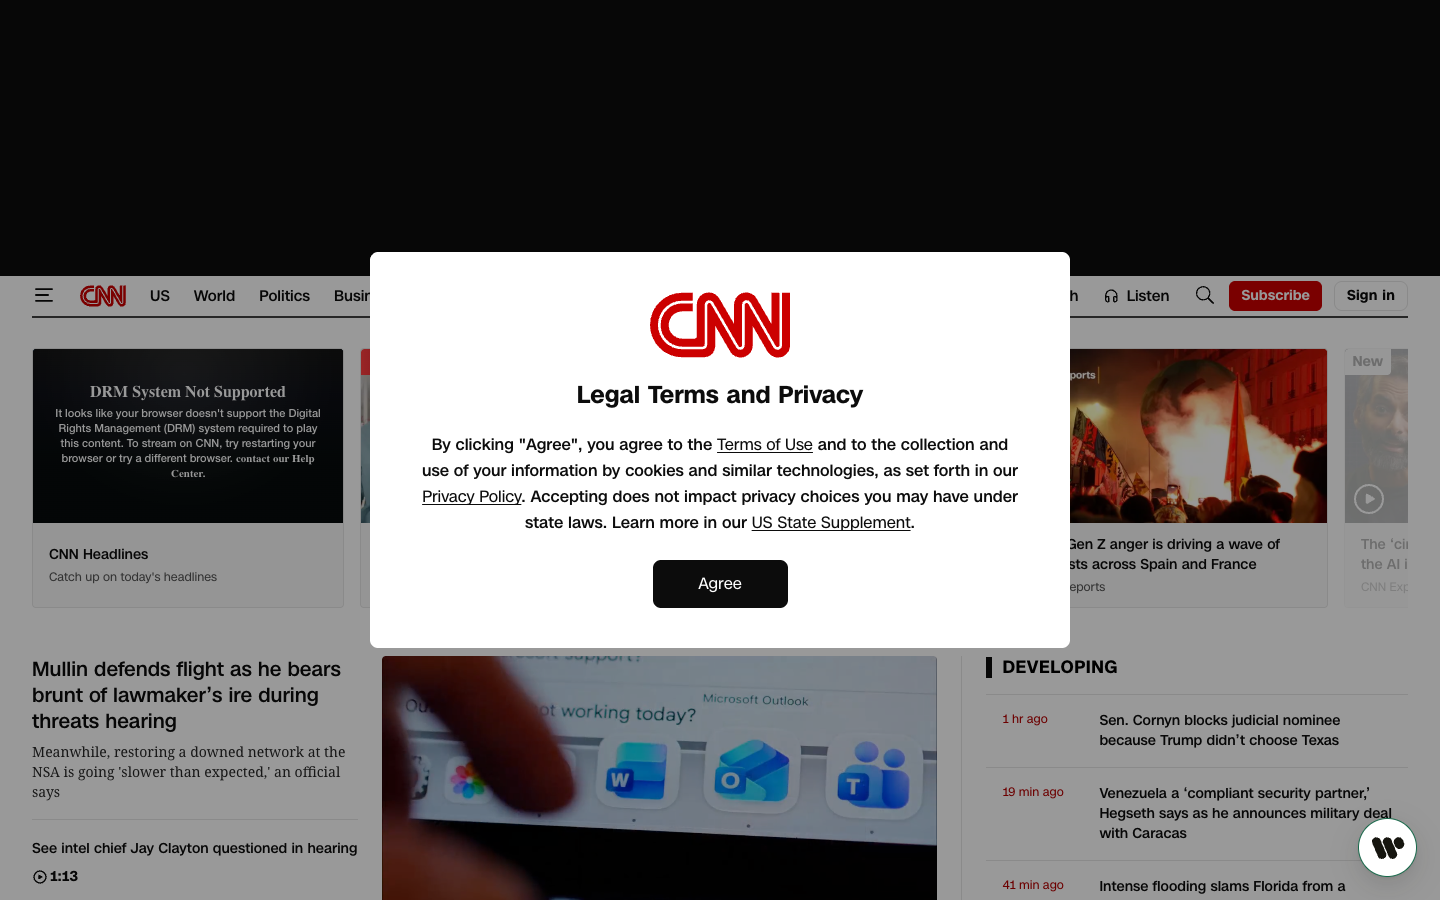 CNN
US
World
Politics
Listen
Subscribe
Sign in
CNN
Legal Terms and Privacy
By clicking "Agree", you agree to the Terms of Use and to the collection and
use of your information by cookies and similar technologies, as set forth in our
Privacy Policy. Accepting does not impact privacy choices you may have under
state laws. Learn more in our US State Supplement.
Agree
DRM System Not Supported
It looks like your browser doesn't support the Digital
Rights Management (DRM) system required to play
this content. To stream on CNN, try restarting your
browser or try a different browser. contact our Help
Center.
CNN Headlines
Catch up on today's headlines
Gen Z anger is driving a wave of
across Spain and France
New
The
the AI
CNN
Mullin defends flight as he bears
brunt of lawmaker’s ire during
threats hearing
Meanwhile, restoring a downed network at the
NSA is going 'slower than expected,' an official
says
See intel chief Jay Clayton questioned in hearing
1:13
Microsoft Outlook
not working today?
W
O
T
DEVELOPING
1 hr ago
Sen. Cornyn blocks judicial nominee
because Trump didn’t choose Texas
19 min ago
Venezuela a ‘compliant security partner,’
Hegseth says as he announces military deal
with Caracas
41 min ago
Intense flooding slams Florida from a